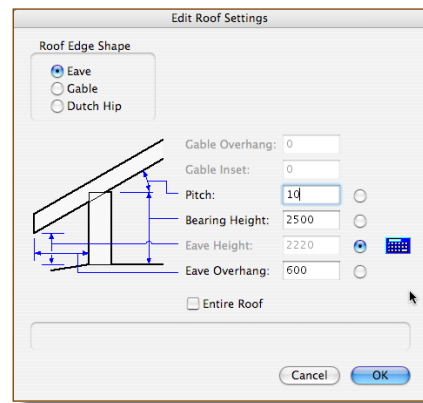 Edit Roof Settings
Roof Edge Shape
Eave
Gable
Dutch Hip
Gable Overhang: 0
Gable Inset: 0
Pitch: 10
Bearing Height: 2500
Eave Height: 2220
Eave Overhang: 600
Entire Roof
Cancel OK